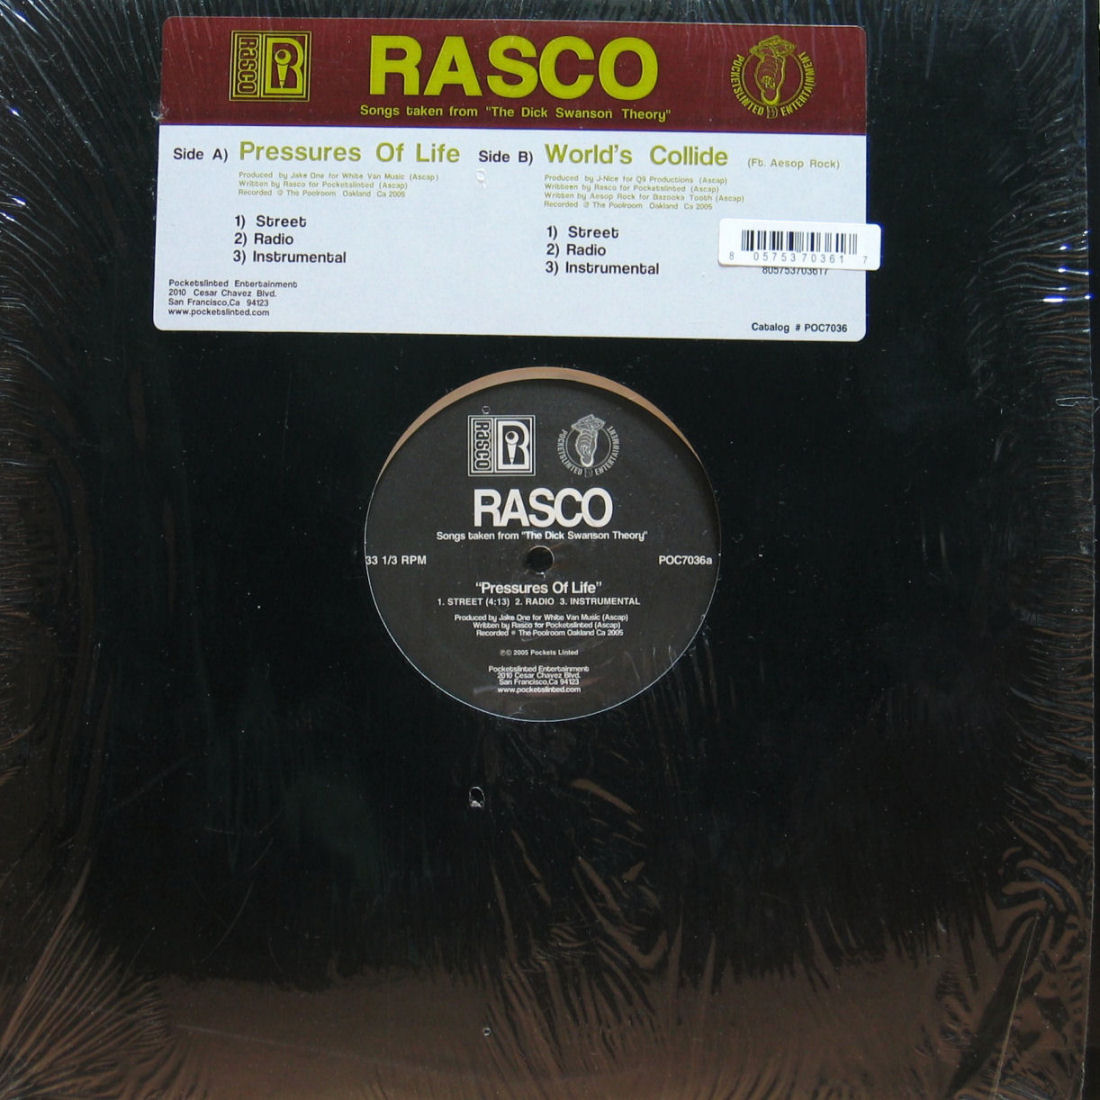 RASCO
R
RASCO
POCKETSLINTED ENTERTAINMENT
Songs taken from "The Dick Swanson Theory"
Side A) Pressures Of Life
Produced by Jake One for White Van Music (Ascap)
Written by Rasco for Pocketslinted (Ascap)
Recorded @ The Poolroom Oakland Ca 2005
1) Street
2) Radio
3) Instrumental
Side B) World's Collide (Ft. Aesop Rock)
Produced by J-Nice for Q9 Productions (Ascap)
Writteen by Rasco for Pocketslinted (Ascap)
Written by Aesop Rock for Bazooka Tooth (Ascap)
Recorded @ The Poolroom Oakland Ca 2005
1) Street
2) Radio
3) Instrumental
8 05753 70361 7
805753703617
Pocketslinted Entertainment
2010 Cesar Chavez Blvd.
San Francisco,Ca 94123
www.pocketslinted.com
Catalog # POC7036
RASCO
R
POCKETSLINTED ENTERTAINMENT
RASCO
Songs taken from "The Dick Swanson Theory"
33 1/3 RPM
POC7036a
"Pressures Of Life"
1. STREET (4:13) 2. RADIO 3. INSTRUMENTAL
Produced by Jake One for White Van Music (Ascap)
Written by Rasco for Pocketslinted (Ascap)
Recorded @ The Poolroom Oakland Ca 2005
℗© 2005 Pockets Linted
Pocketslinted Entertainment
2010 Cesar Chavez Blvd.
San Francisco,Ca 94123
www.pocketslinted.com